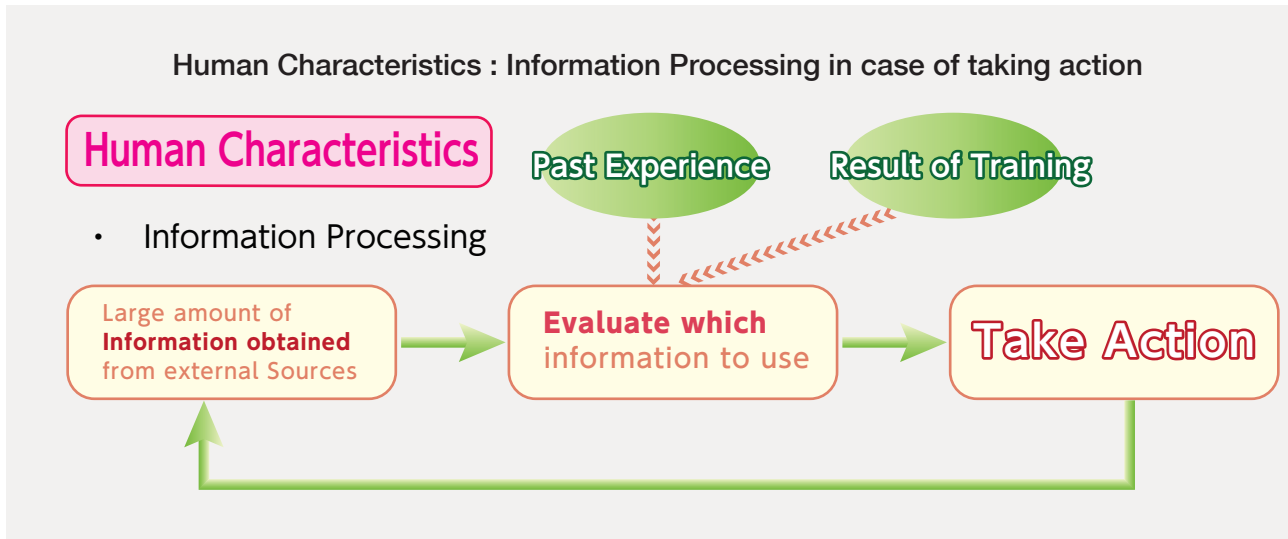 Human Characteristics : Information Processing in case of taking action
Human Characteristics
Past Experience
Result of Training
・ Information Processing
Large amount of
Information obtained
from external Sources
Evaluate which
information to use
Take Action